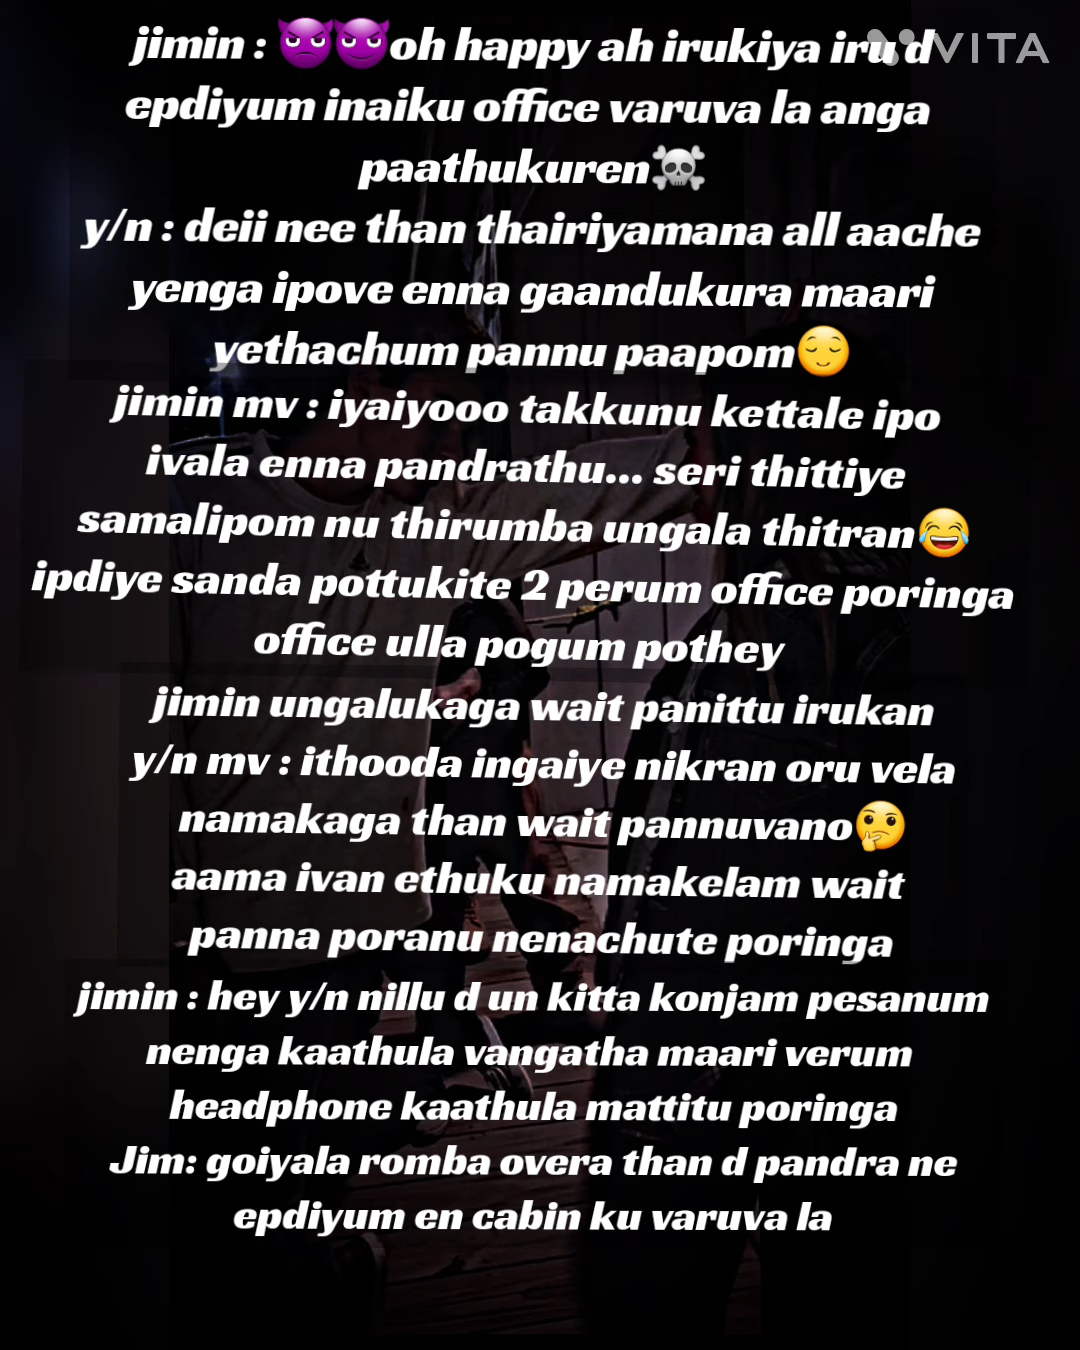 jimin : 👿😈oh happy ah irukiya iru d
VITA
epdiyum inaiku office varuva la anga
paathukuren☠️
y/n : deii nee than thairiyamana all aache
yenga ipove enna gaandukura maari
yethachum pannu paapom😌
jimin mv : iyaiyooo takkunu kettale ipo
ivala enna pandrathu... seri thittiye
samalipom nu thirumba ungala thitran😂
ipdiye sanda pottukite 2 perum office poringa
office ulla pogum pothey
jimin ungalukaga wait panittu irukan
y/n mv : ithooda ingaiye nikran oru vela
namakaga than wait pannuvano🤔
aama ivan ethuku namakelam wait
panna poranu nenachute poringa
jimin : hey y/n nillu d un kitta konjam pesanum
nenga kaathula vangatha maari verum
headphone kaathula mattitu poringa
Jim: goiyala romba overa than d pandra ne
epdiyum en cabin ku varuva la